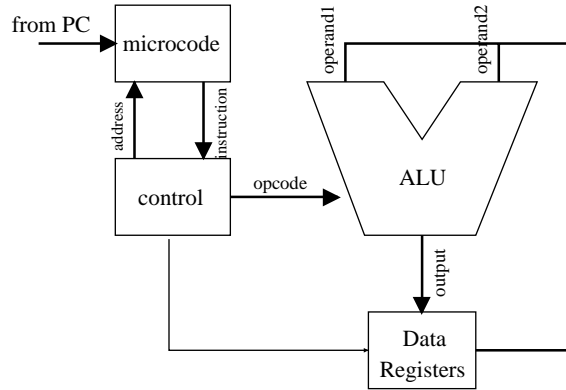 from PC
microcode
operand1
operand2
address
instruction
control
opcode
ALU
output
Data
Registers